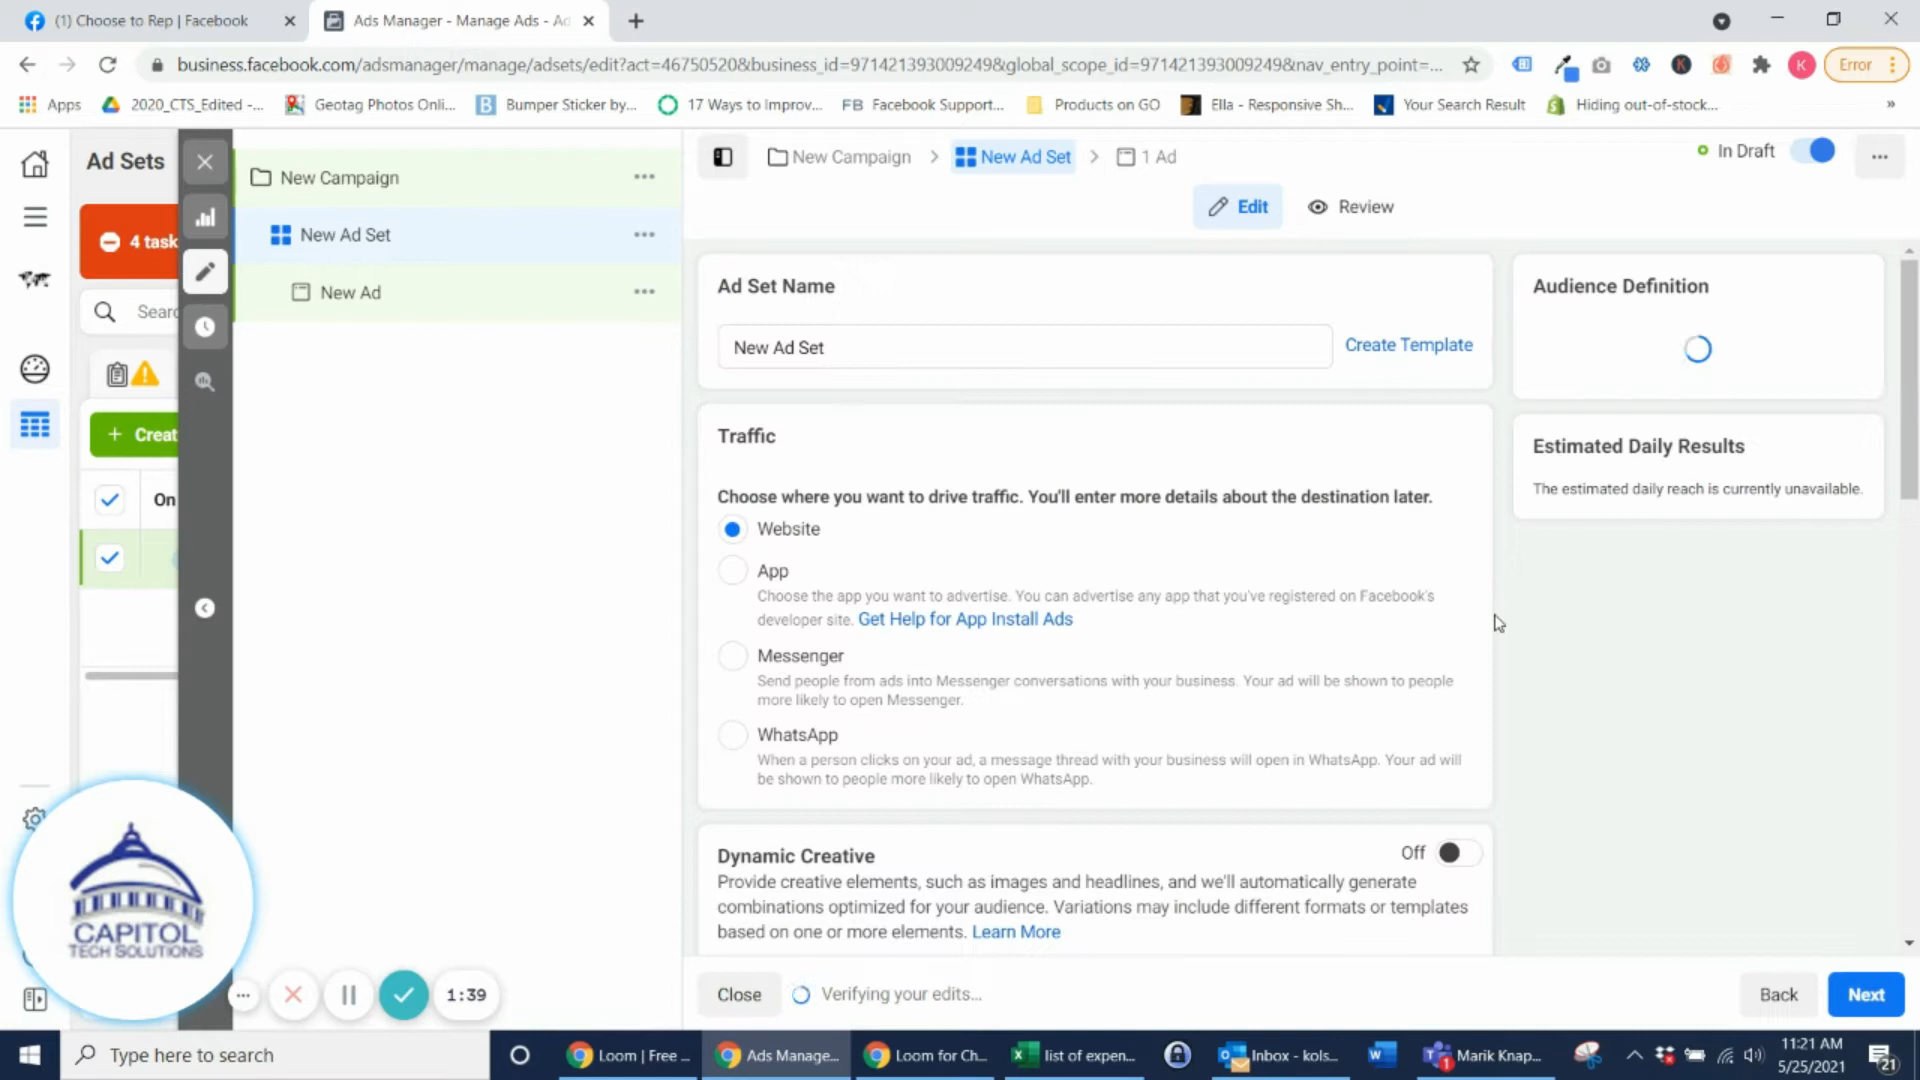 (1) Choose to Rep | Facebook
Ads Manager - Manage Ads - Ad
business.facebook.com/adsmanager/manage/adsets/edit?act=46750520&business_id=971421393009249&global_scope_id=971421393009249&nav_entry_point=...
Error
Apps
2020_CTS_Edited -...
Geotag Photos Onli...
Bumper Sticker by...
17 Ways to Improv...
FB Facebook Support...
Products on GO
Ella - Responsive Sh...
Your Search Result
Hiding out-of-stock...
»
Ad Sets
4 task
Sear
+ Creat
On
New Campaign
New Ad Set
New Ad
New Campaign
New Ad Set
1 Ad
In Draft
Edit
Review
Ad Set Name
New Ad Set
Create Template
Traffic
Choose where you want to drive traffic. You'll enter more details about the destination later.
Website
App
Choose the app you want to advertise. You can advertise any app that you've registered on Facebook's
developer site. Get Help for App Install Ads
Messenger
Send people from ads into Messenger conversations with your business. Your ad will be shown to people
more likely to open Messenger.
WhatsApp
When a person clicks on your ad, a message thread with your business will open in WhatsApp. Your ad will
be shown to people more likely to open WhatsApp.
Dynamic Creative
Off
Provide creative elements, such as images and headlines, and we'll automatically generate
combinations optimized for your audience. Variations may include different formats or templates
based on one or more elements. Learn More
Audience Definition
Estimated Daily Results
The estimated daily reach is currently unavailable.
CAPITOL
TECH SOLUTIONS
1:39
Close
Verifying your edits...
Back
Next
Type here to search
Loom | Free ...
Ads Manage...
Loom for Ch...
list of expen...
Inbox - kols...
Marik Knap...
11:21 AM
5/25/2021
21